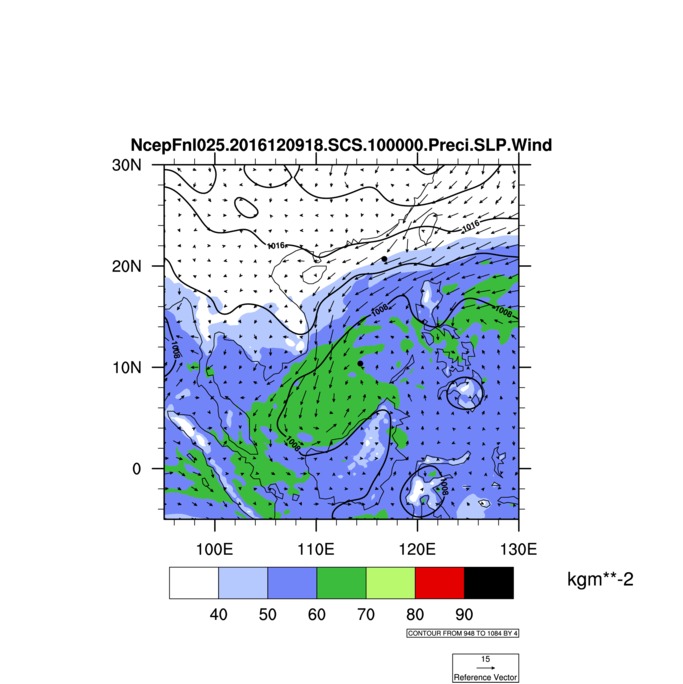 NcepFnl025.2016120918.SCS.100000.Preci.SLP.Wind
30N
1016
1016
20N
1008
1008
1008
10N
1008
0
1008
100E 110E 120E 130E
kgm**-2
40 50 60 70 80 90
CONTOUR FROM 948 TO 1084 BY 4
15
Reference Vector